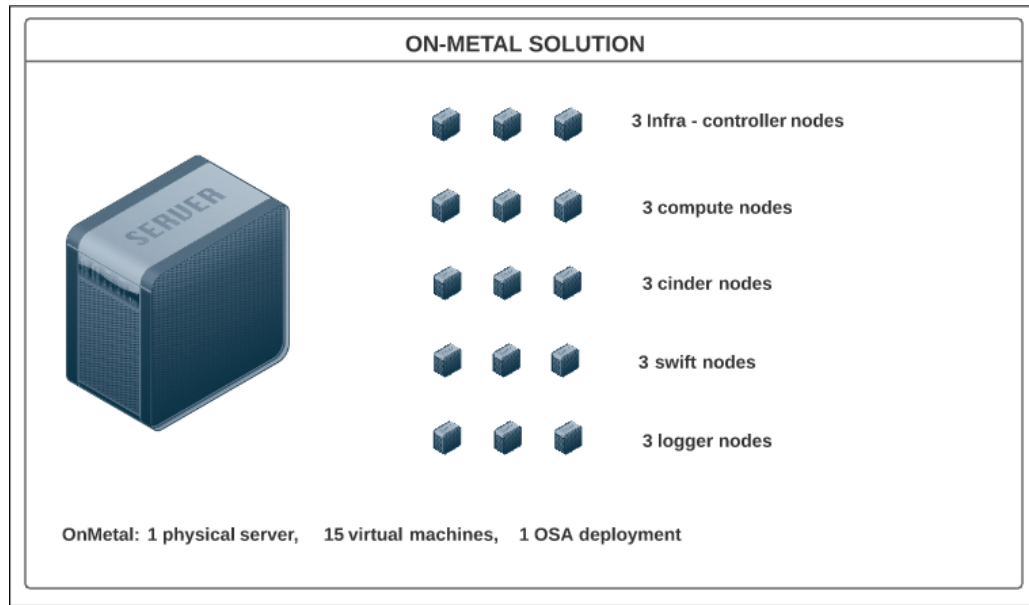 ON-METAL SOLUTION
SERVER
3 Infra - controller nodes
3 compute nodes
3 cinder nodes
3 swift nodes
3 logger nodes
OnMetal: 1 physical server, 15 virtual machines, 1 OSA deployment